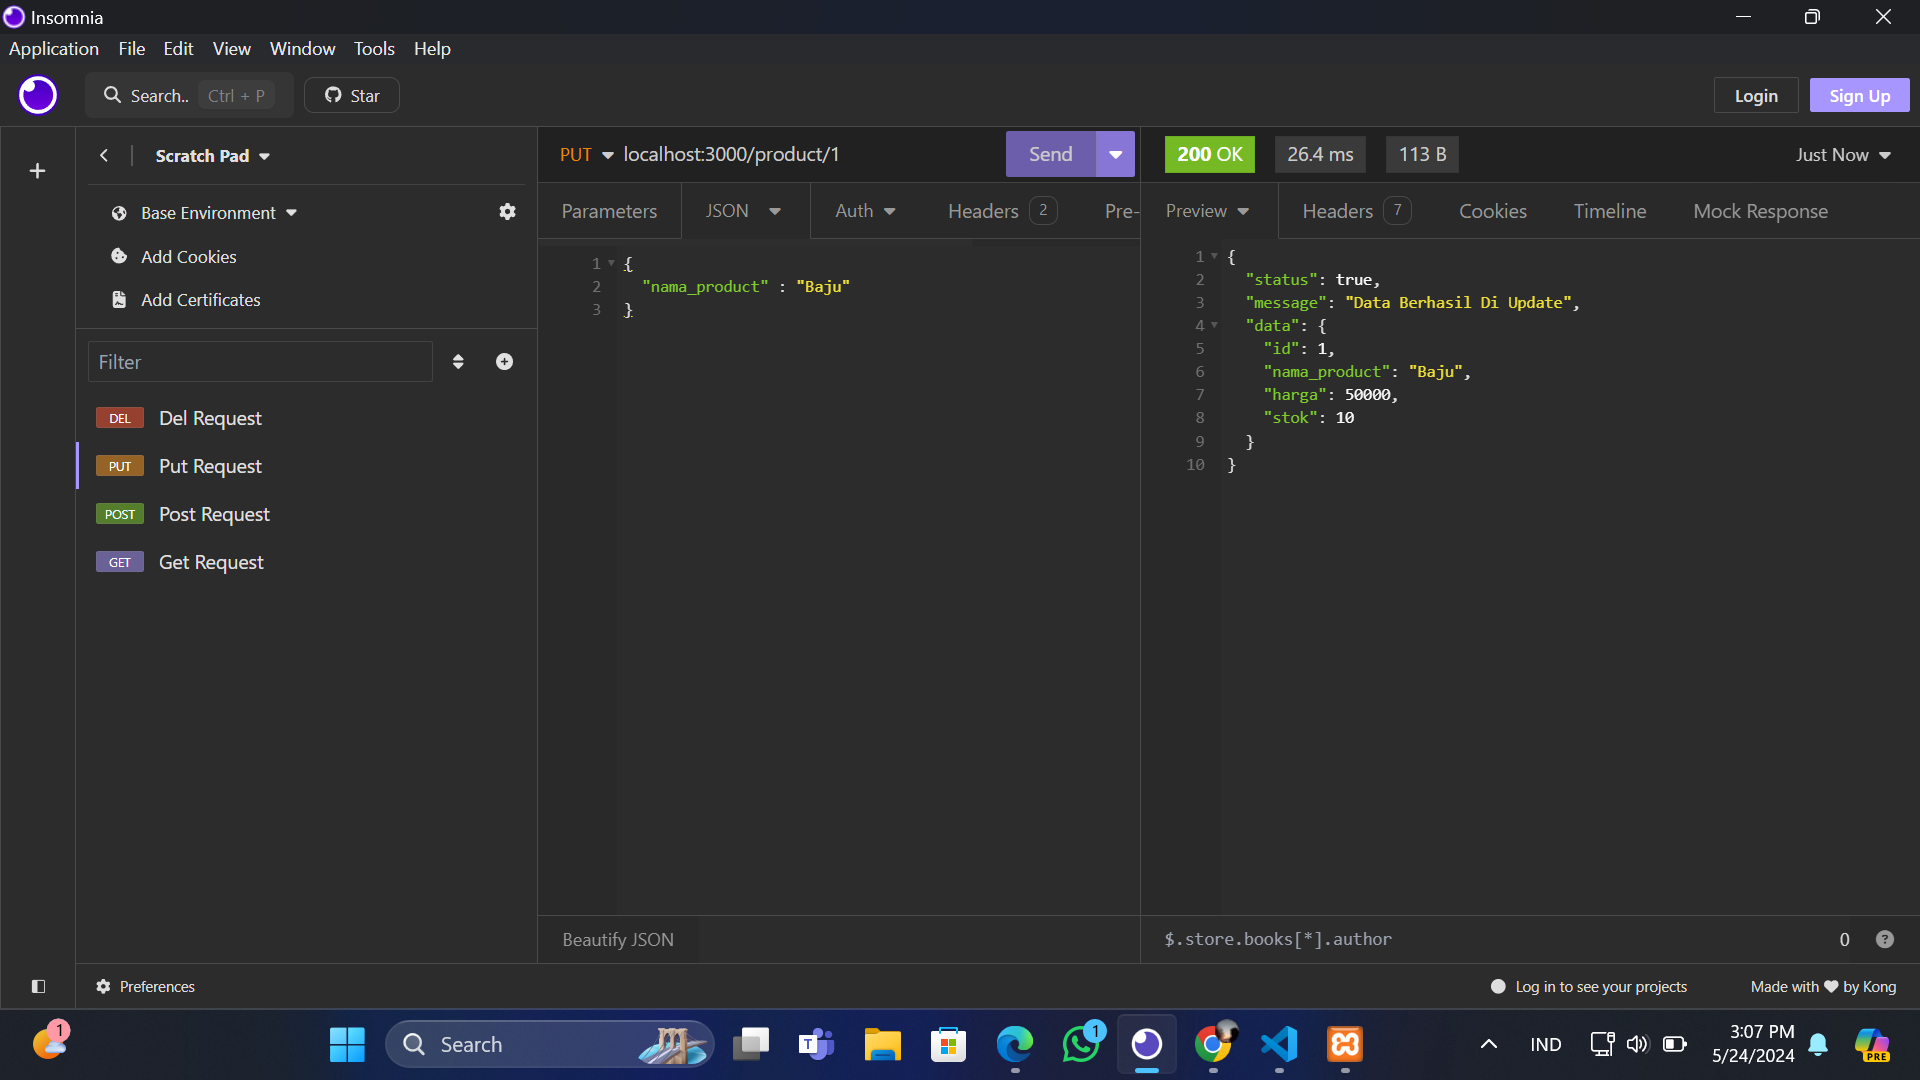 Insomnia
Application File Edit View Window Tools Help
Search.. Ctrl + P Star Login Sign Up
Scratch Pad
Base Environment
Add Cookies
Add Certificates
Filter
DEL Del Request
PUT Put Request
POST Post Request
GET Get Request
PUT localhost:3000/product/1 Send
Parameters JSON Auth Headers 2 Pre-
1 {
2 "nama_product" : "Baju"
3 }
Beautify JSON
200 OK 26.4 ms 113 B Just Now
Preview Headers 7 Cookies Timeline Mock Response
1 {
2 "status": true,
3 "message": "Data Berhasil Di Update",
4 "data": {
5 "id": 1,
6 "nama_product": "Baju",
7 "harga": 50000,
8 "stok": 10
9 }
10 }
$.store.books[*].author 0 ?
Preferences Log in to see your projects Made with ♥ by Kong
1 Search T 1 IND 3:07 PM
5/24/2024 PRE